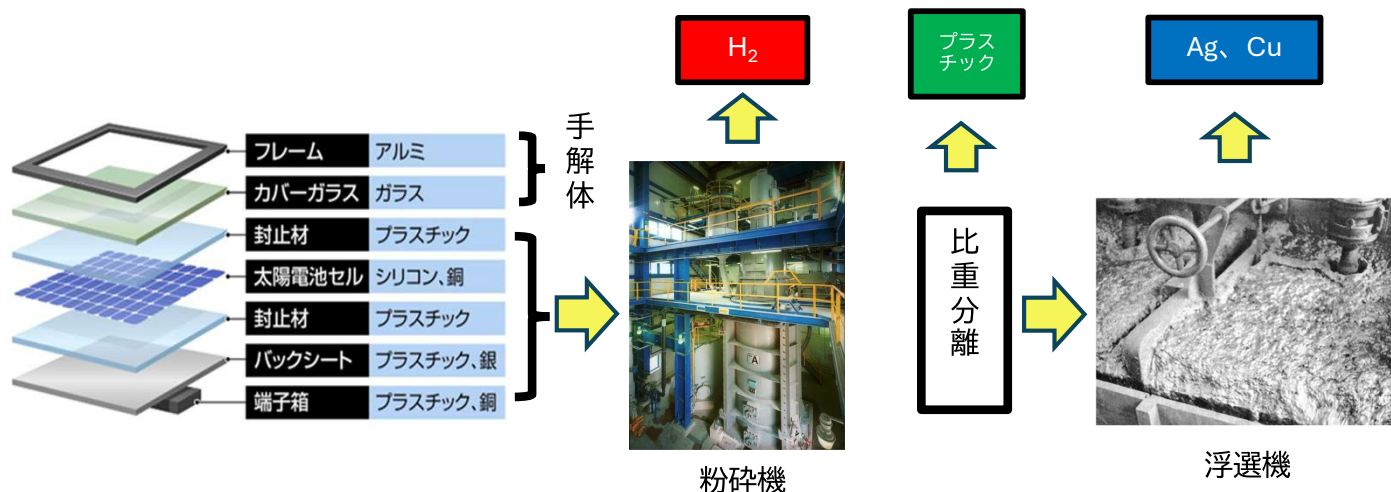 H₂
プラス
チック
Ag、Cu
フレーム アルミ
カバーガラス ガラス
封止材 プラスチック
太陽電池セル シリコン、銅
封止材 プラスチック
バックシート プラスチック、銀
端子箱 プラスチック、銅
手解体
粉砕機
比重分離
浮選機